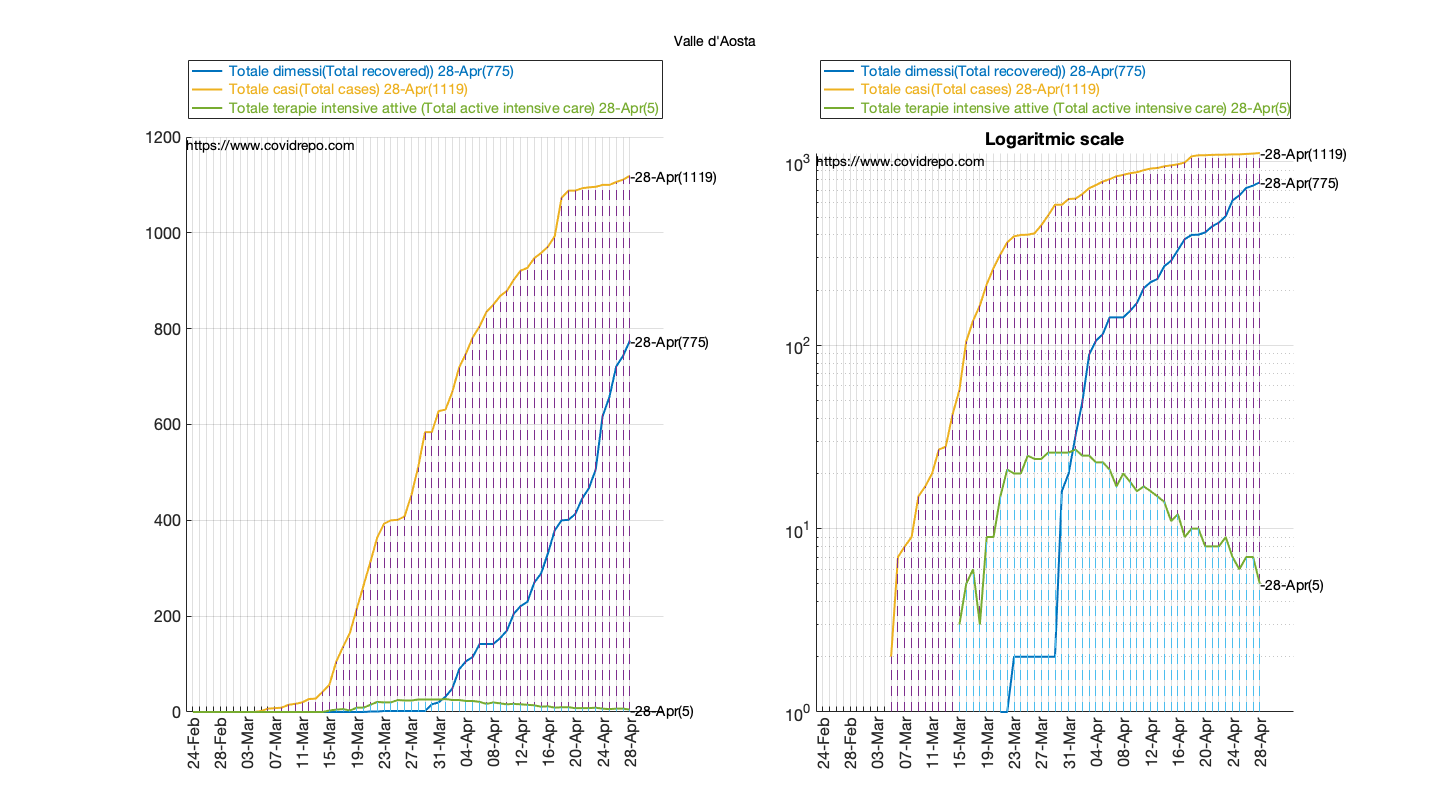 Valle d'Aosta
Totale dimessi(Total recovered)) 28-Apr(775)
Totale casi(Total cases) 28-Apr(1119)
Totale terapie intensive attive (Total active intensive care) 28-Apr(5)
1200
1000
800
600
400
200
0
https://www.covidrepo.com
-28-Apr(1119)
-28-Apr(775)
-28-Apr(5)
24-Feb
28-Feb
03-Mar
07-Mar
11-Mar
15-Mar
19-Mar
23-Mar
27-Mar
31-Mar
04-Apr
08-Apr
12-Apr
16-Apr
20-Apr
24-Apr
28-Apr
Totale dimessi(Total recovered)) 28-Apr(775)
Totale casi(Total cases) 28-Apr(1119)
Totale terapie intensive attive (Total active intensive care) 28-Apr(5)
Logaritmic scale
https://www.covidrepo.com
10³
10²
10¹
10⁰
-28-Apr(1119)
-28-Apr(775)
-28-Apr(5)
24-Feb
28-Feb
03-Mar
07-Mar
11-Mar
15-Mar
19-Mar
23-Mar
27-Mar
31-Mar
04-Apr
08-Apr
12-Apr
16-Apr
20-Apr
24-Apr
28-Apr